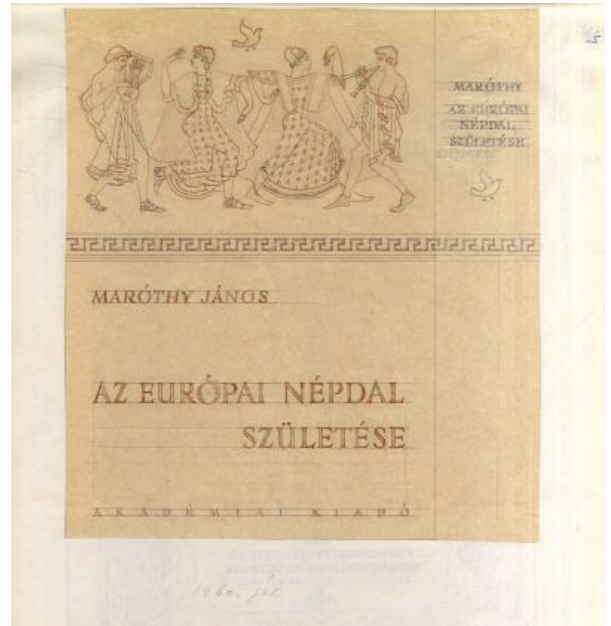 MARÓTHY
AZ EURÓPAI
NÉPDAL
SZÜLETÉSE
MARÓTHY JÁNOS
AZ EURÓPAI NÉPDAL
SZÜLETÉSE
AKADÉMIAI KIADÓ
1960. júl.